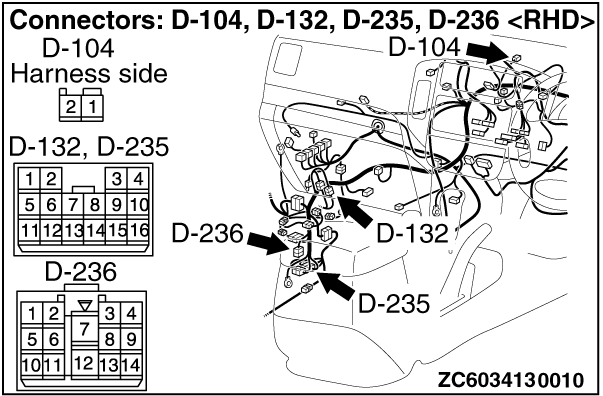 Connectors: D-104, D-132, D-235, D-236 <RHD>
D-104
Harness side
2 1
D-132, D-235
1 2 3 4
5 6 7 8 9 10
11 12 13 14 15 16
D-236
1 2 3 4
7
5 6 8 9
10 11 12 13 14
D-104
D-132
D-236
D-235
ZC6034130010